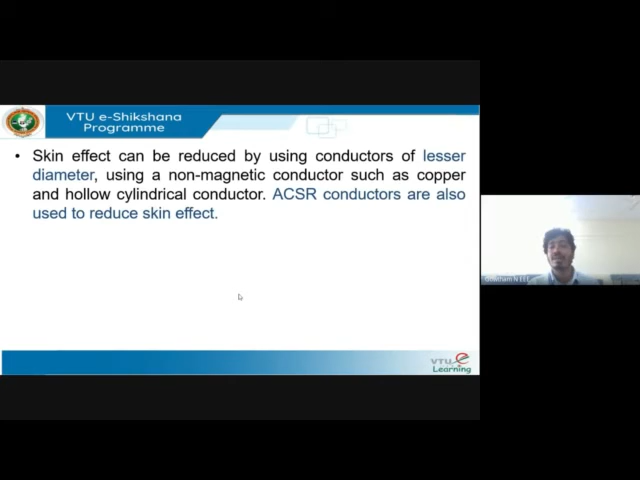 VTU e-Shikshana
Programme
• Skin effect can be reduced by using conductors of lesser
diameter, using a non-magnetic conductor such as copper
and hollow cylindrical conductor. ACSR conductors are also
used to reduce skin effect.
VTU e
Learning
N EEE